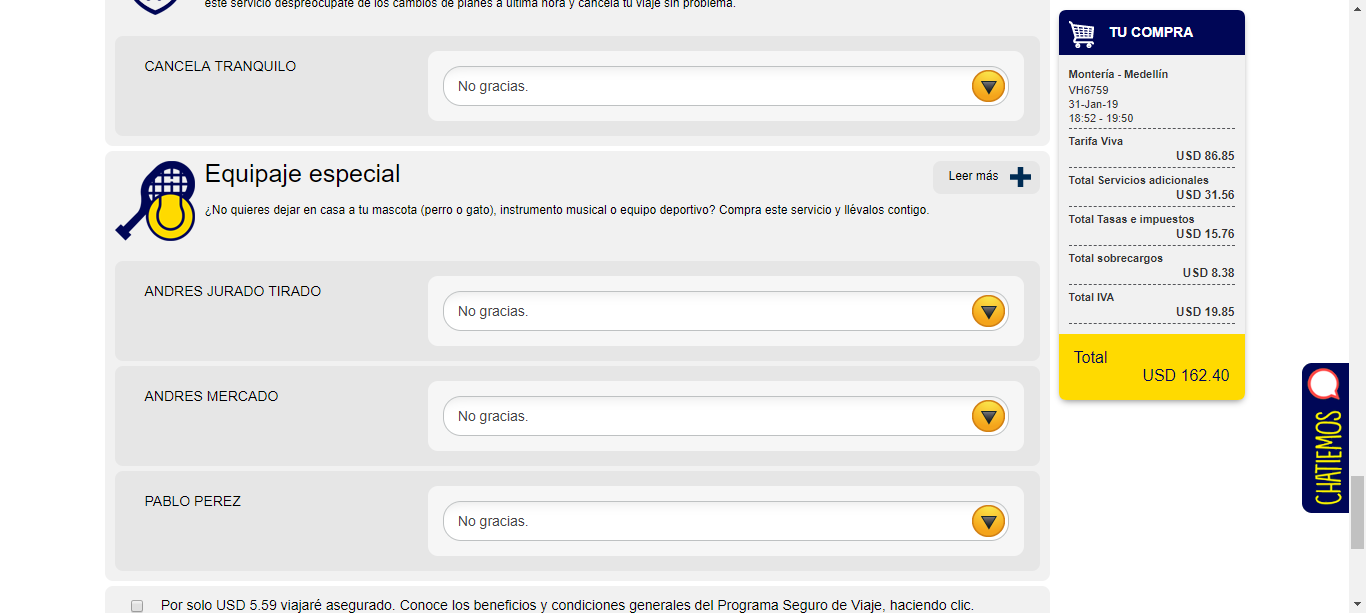 este servicio despreocúpate de los cambios de planes a última hora y cancela tu viaje sin problema.
CANCELA TRANQUILO
No gracias.
Equipaje especial
Leer más
¿No quieres dejar en casa a tu mascota (perro o gato), instrumento musical o equipo deportivo? Compra este servicio y llévalos contigo.
ANDRES JURADO TIRADO
No gracias.
ANDRES MERCADO
No gracias.
PABLO PEREZ
No gracias.
Por solo USD 5.59 viajaré asegurado. Conoce los beneficios y condiciones generales del Programa Seguro de Viaje, haciendo clic.
TU COMPRA
Montería - Medellín
VH6759
31-Jan-19
18:52 - 19:50
Tarifa Viva
USD 86.85
Total Servicios adicionales
USD 31.56
Total Tasas e impuestos
USD 15.76
Total sobrecargos
USD 8.38
Total IVA
USD 19.85
Total
USD 162.40
CHATIEMOS